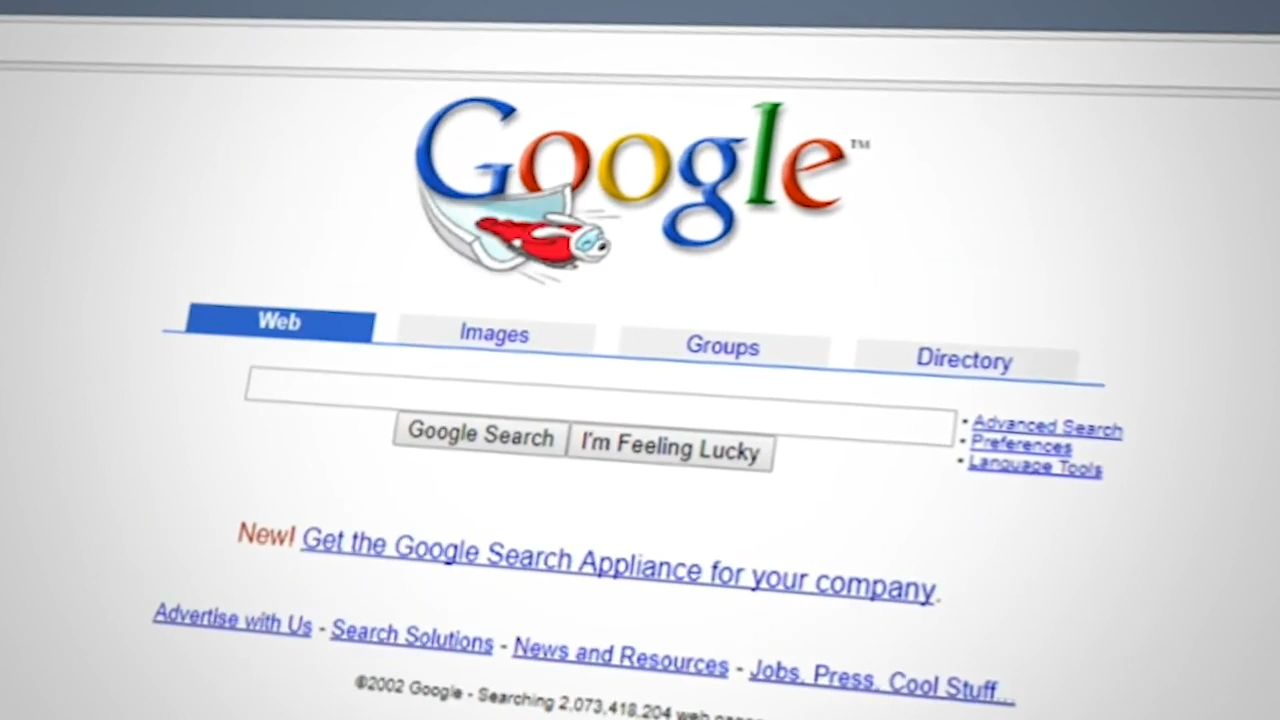 Google™
Web Images Groups Directory
• Advanced Search
• Preferences
• Language Tools
Google Search I'm Feeling Lucky
New! Get the Google Search Appliance for your company.
Advertise with Us - Search Solutions - News and Resources - Jobs, Press, Cool Stuff...
©2002 Google - Searching 2,073,418,204 web pages